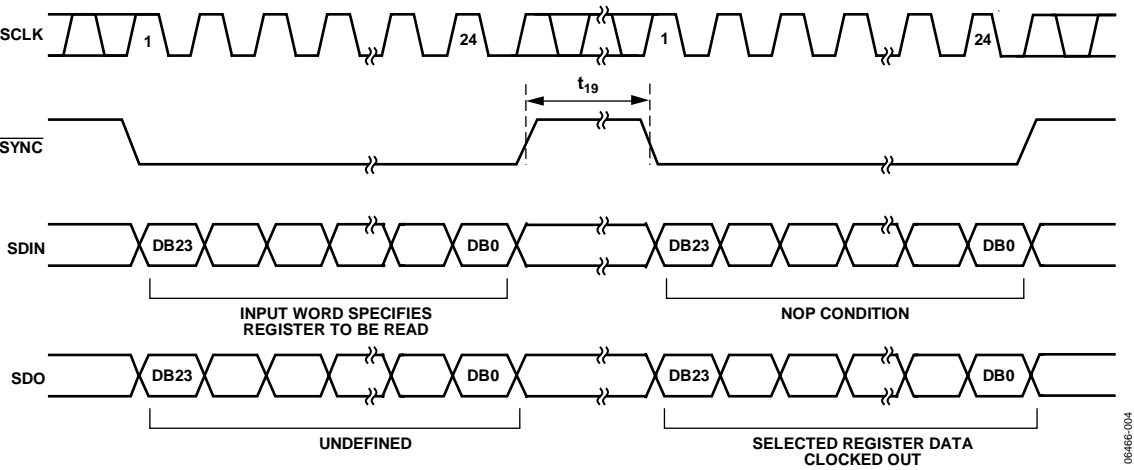 SCLK
1
24
1
24
t19
SYNC
SDIN
DB23
DB0
DB23
DB0
INPUT WORD SPECIFIES
REGISTER TO BE READ
NOP CONDITION
SDO
DB23
DB0
DB23
DB0
UNDEFINED
SELECTED REGISTER DATA
CLOCKED OUT
06466-004